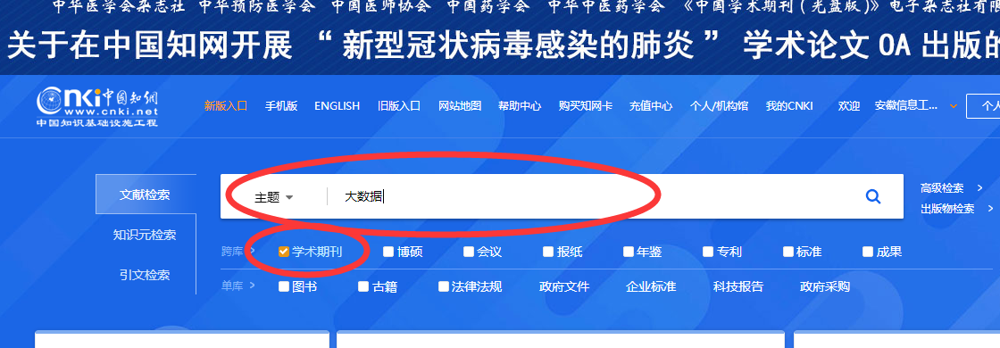 中华医学会杂志社 中华预防医学会 中国医师协会 中国药学会 中华中医药学会 《中国学术期刊(光盘版)》电子杂志社有限
关于在中国知网开展 “新型冠状病毒感染的肺炎” 学术论文 OA 出版的
Cnki中国知网
www.cnki.net
中国知识基础设施工程
新版入口 手机版 ENGLISH 旧版入口 网站地图 帮助中心 购买知网卡 充值中心 个人/机构馆 我的CNKI 欢迎 安徽信息工... 个人
文献检索
主题 大数据
高级检索 >
出版物检索 >
知识元检索
跨库 > 学术期刊 博硕 会议 报纸 年鉴 专利 标准 成果
引文检索
单库 > 图书 古籍 法律法规 政府文件 企业标准 科技报告 政府采购